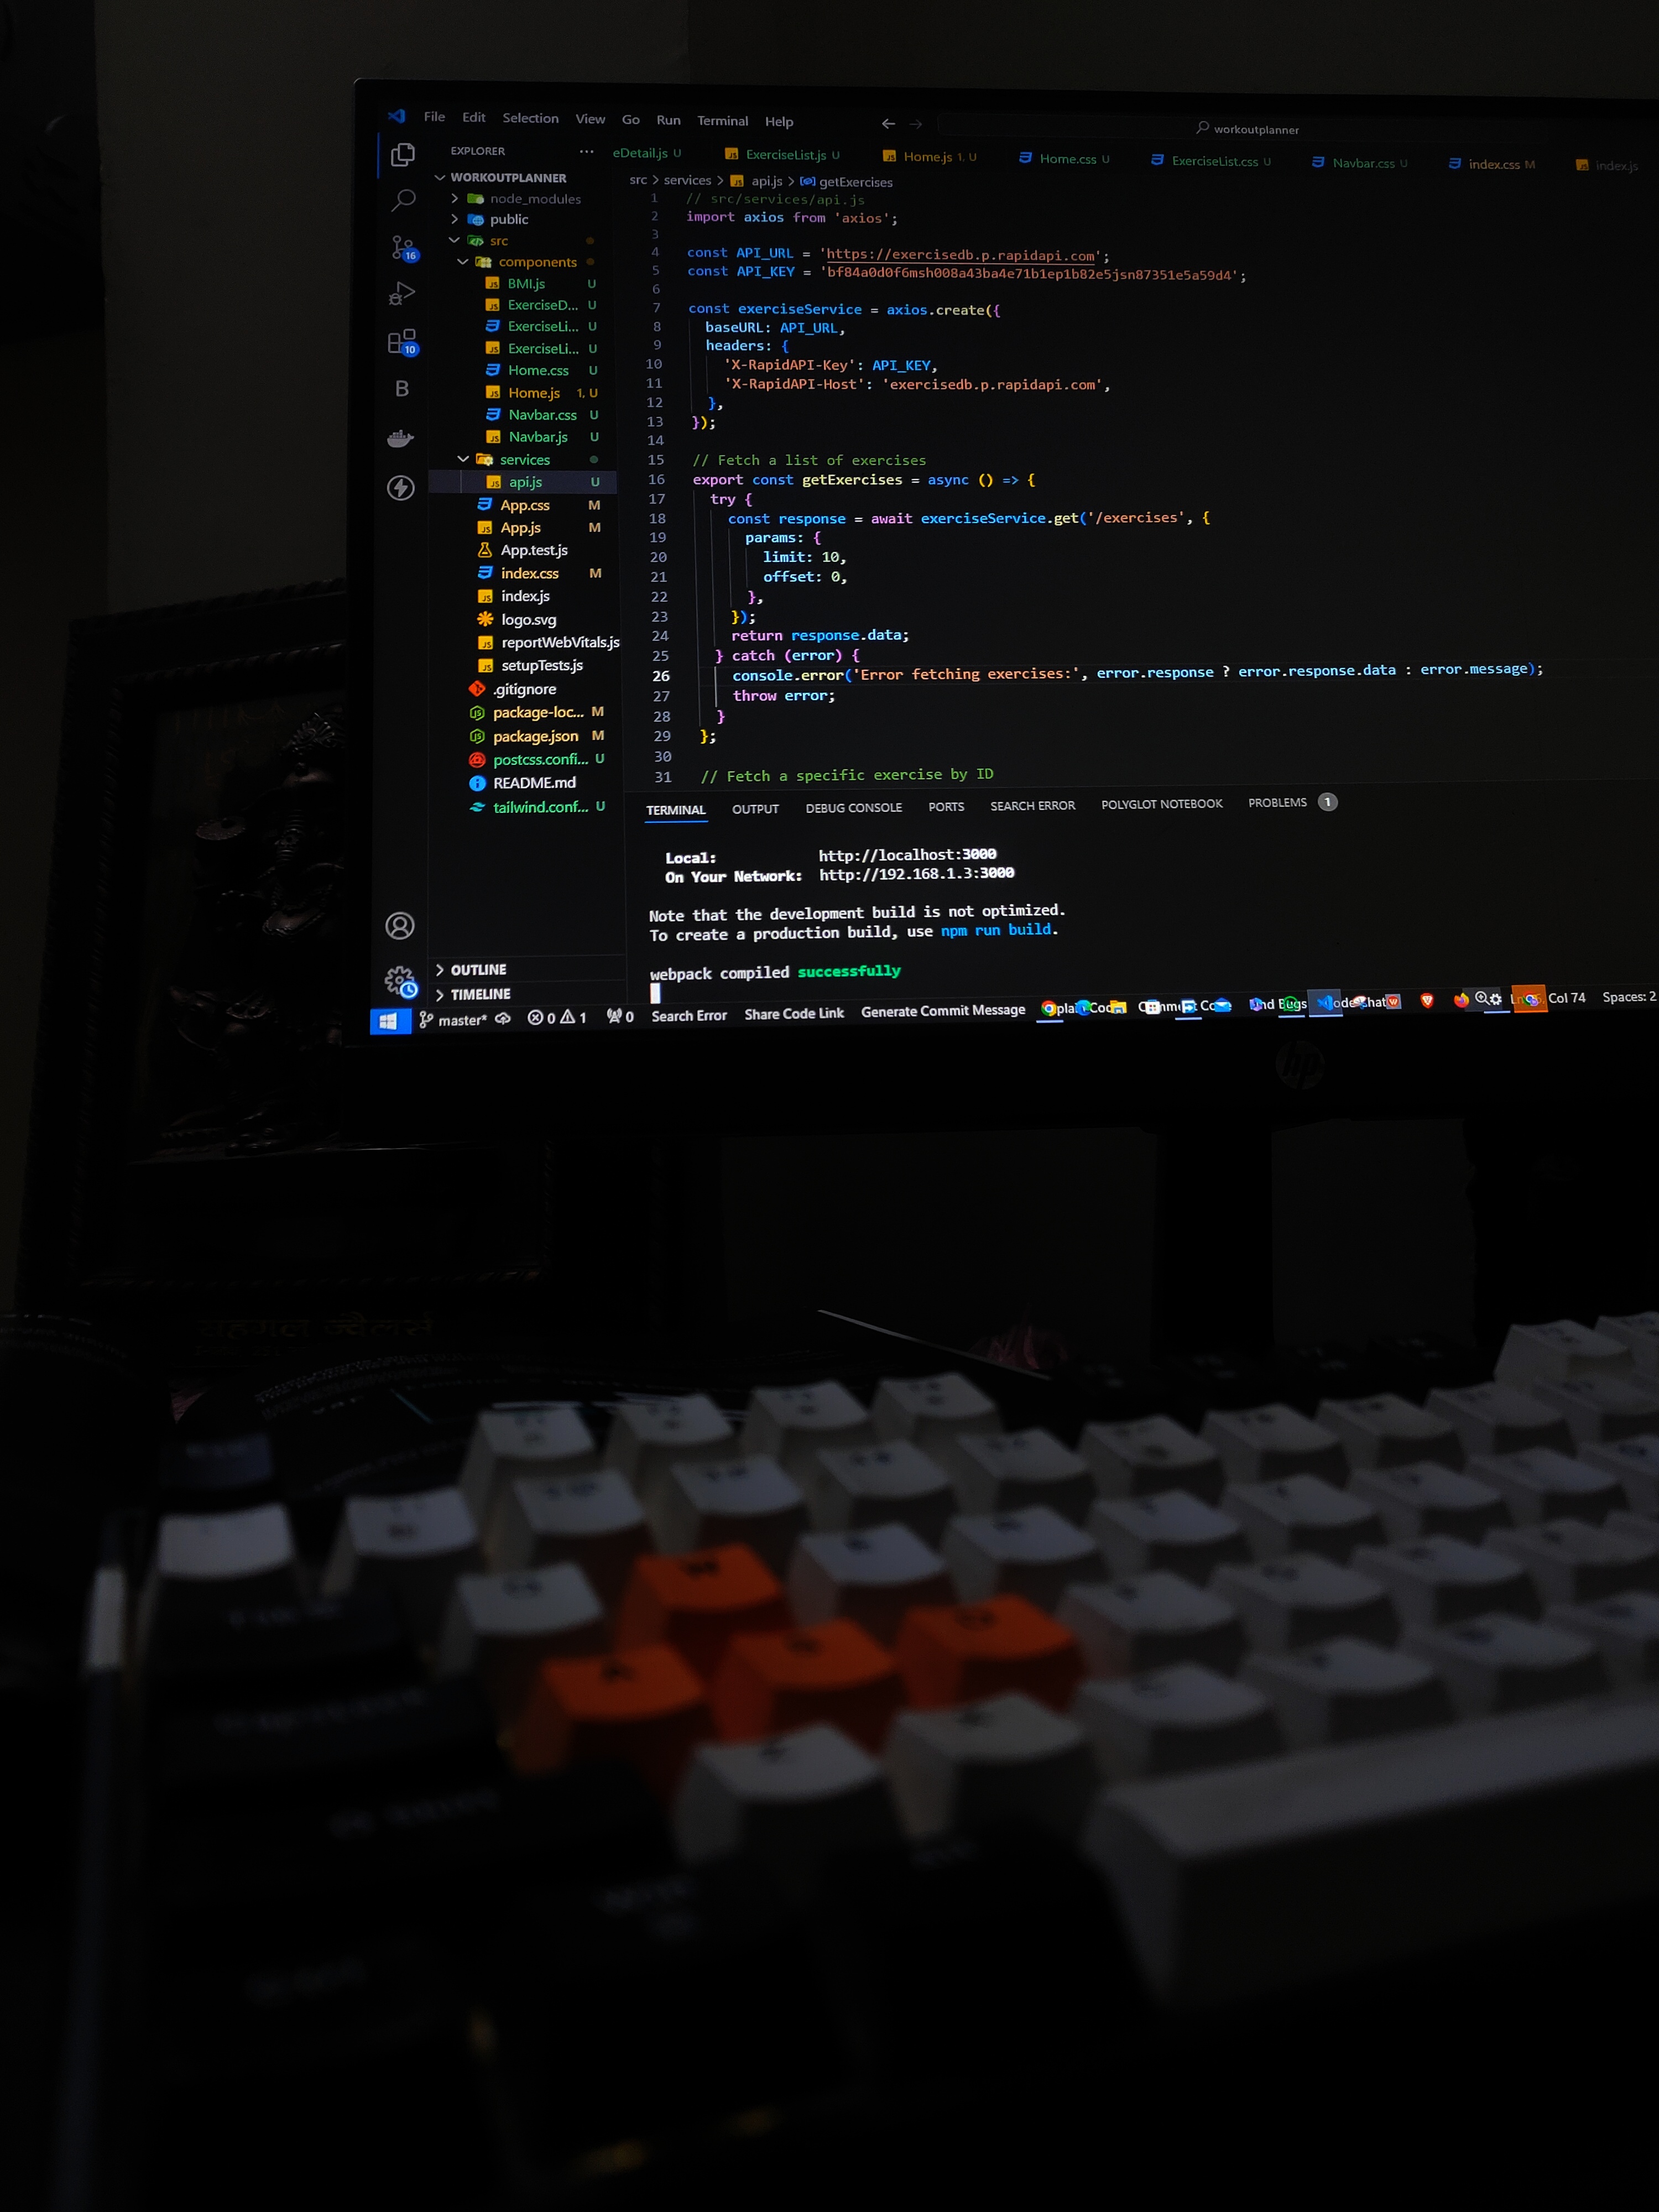 File Edit Selection View Go Run Terminal Help
workoutplanner
EXPLORER ...
eDetail.js U ExerciseList.js U Home.js 1, U Home.css U ExerciseList.css U Navbar.css U index.css M index.js
WORKOUTPLANNER
node_modules
public
src
components
BMI.js U
ExerciseD... U
ExerciseLi... U
ExerciseLi... U
Home.css U
Home.js 1, U
Navbar.css U
Navbar.js U
services
api.js U
App.css M
App.js M
App.test.js
index.css M
index.js
logo.svg
reportWebVitals.js
setupTests.js
.gitignore
package-loc... M
package.json M
postcss.confi... U
README.md
tailwind.conf... U
OUTLINE
TIMELINE
16
10
B
src > services > api.js > getExercises
1 // src/services/api.js
2 import axios from 'axios';
3
4 const API_URL = 'https://exercisedb.p.rapidapi.com';
5 const API_KEY = 'bf84a0d0f6msh008a43ba4e71b1ep1b82e5jsn87351e5a59d4';
6
7 const exerciseService = axios.create({
8 baseURL: API_URL,
9 headers: {
10 'X-RapidAPI-Key': API_KEY,
11 'X-RapidAPI-Host': 'exercisedb.p.rapidapi.com',
12 },
13 });
14
15 // Fetch a list of exercises
16 export const getExercises = async () => {
17 try {
18 const response = await exerciseService.get('/exercises', {
19 params: {
20 limit: 10,
21 offset: 0,
22 },
23 });
24 return response.data;
25 } catch (error) {
26 console.error('Error fetching exercises:', error.response ? error.response.data : error.message);
27 throw error;
28 }
29 };
30
31 // Fetch a specific exercise by ID
TERMINAL OUTPUT DEBUG CONSOLE PORTS SEARCH ERROR POLYGLOT NOTEBOOK PROBLEMS 1
Local: http://localhost:3000
On Your Network: http://192.168.1.3:3000
Note that the development build is not optimized.
To create a production build, use npm run build.
webpack compiled successfully
master* 0 1 0 Search Error Share Code Link Generate Commit Message Bugs Chat Col 74 Spaces: 2
hp